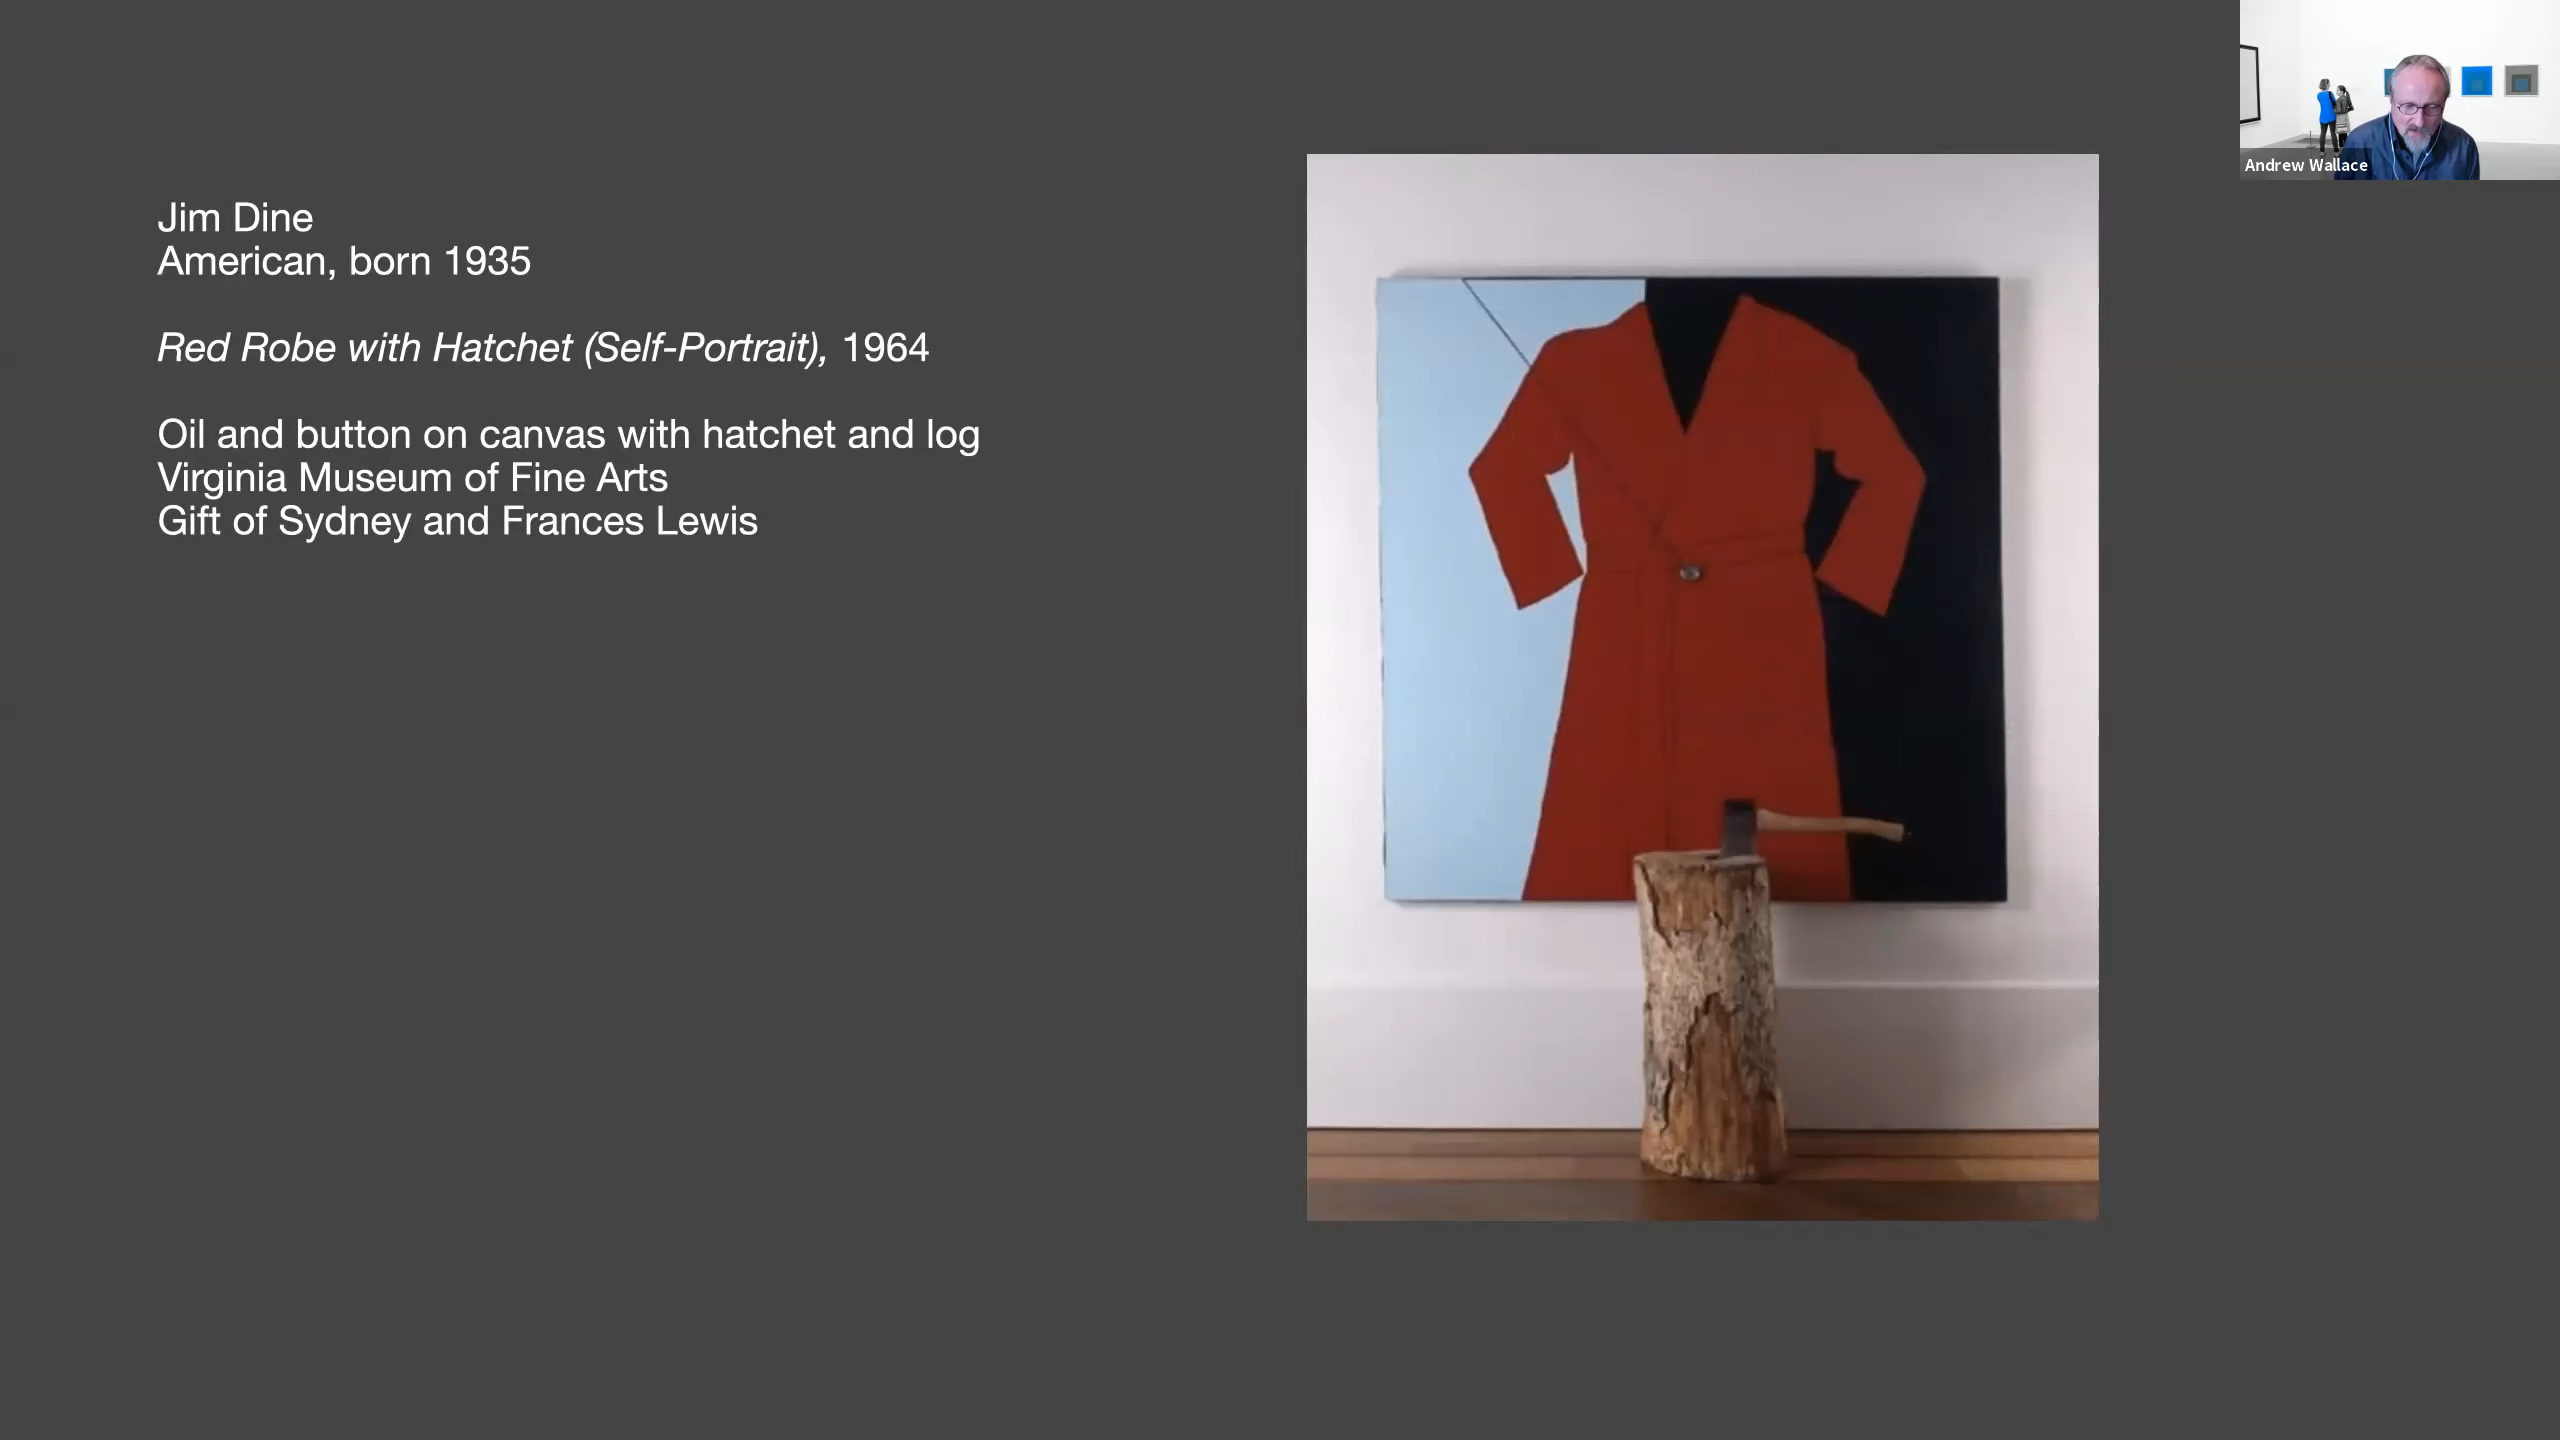 Jim Dine
American, born 1935
Red Robe with Hatchet (Self-Portrait), 1964
Oil and button on canvas with hatchet and log
Virginia Museum of Fine Arts
Gift of Sydney and Frances Lewis
Andrew Wallace